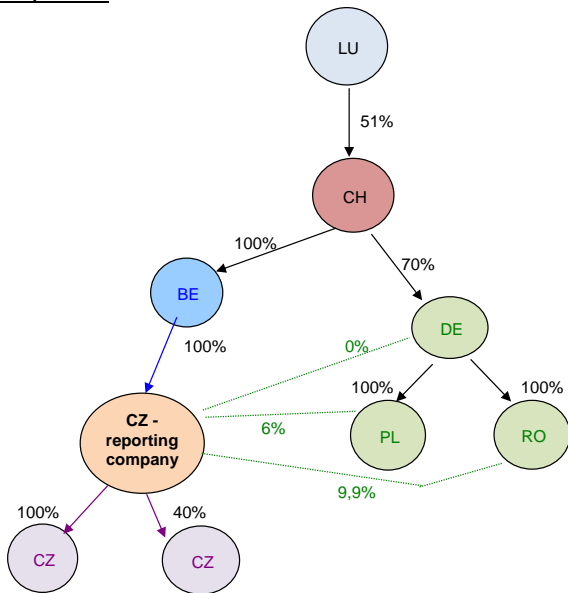 LU
51%
CH
100%
70%
BE
DE
100%
0%
100%
100%
CZ -
reporting
company
6%
PL
RO
9,9%
100%
40%
CZ
CZ